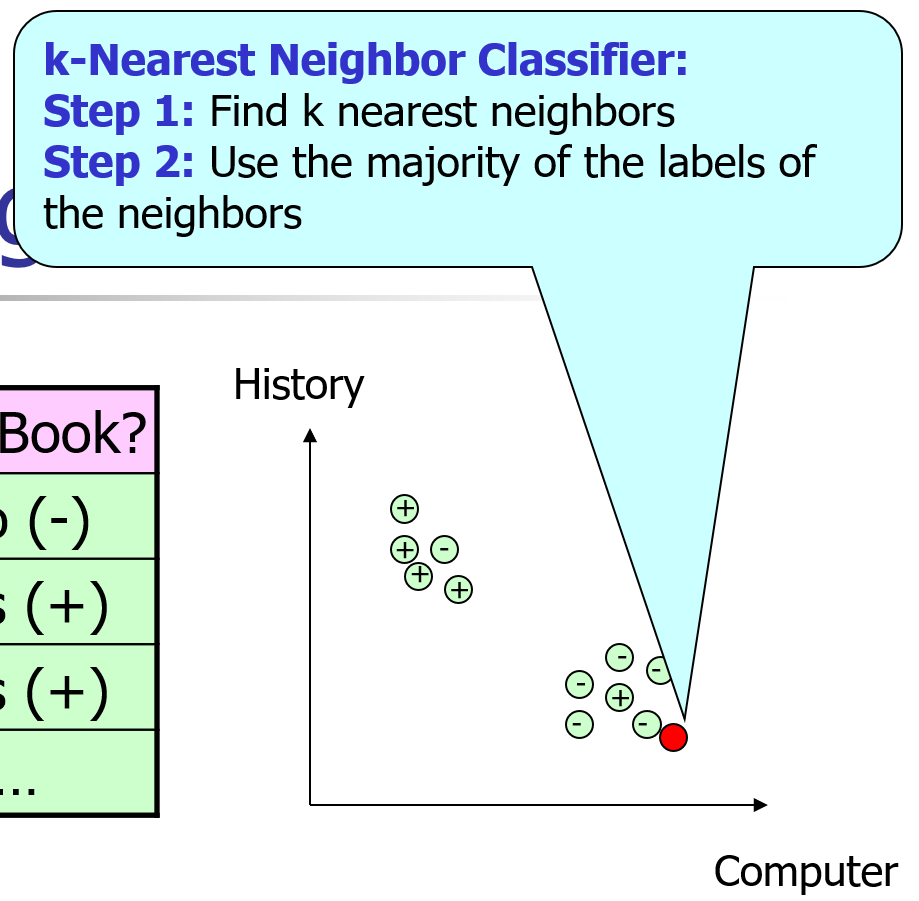 k-Nearest Neighbor Classifier:
Step 1: Find k nearest neighbors
Step 2: Use the majority of the labels of
the neighbors
History
Book?
(-)
(+)
(+)
...
+
+ -
+
+
-
-
-
+
-
-
Computer